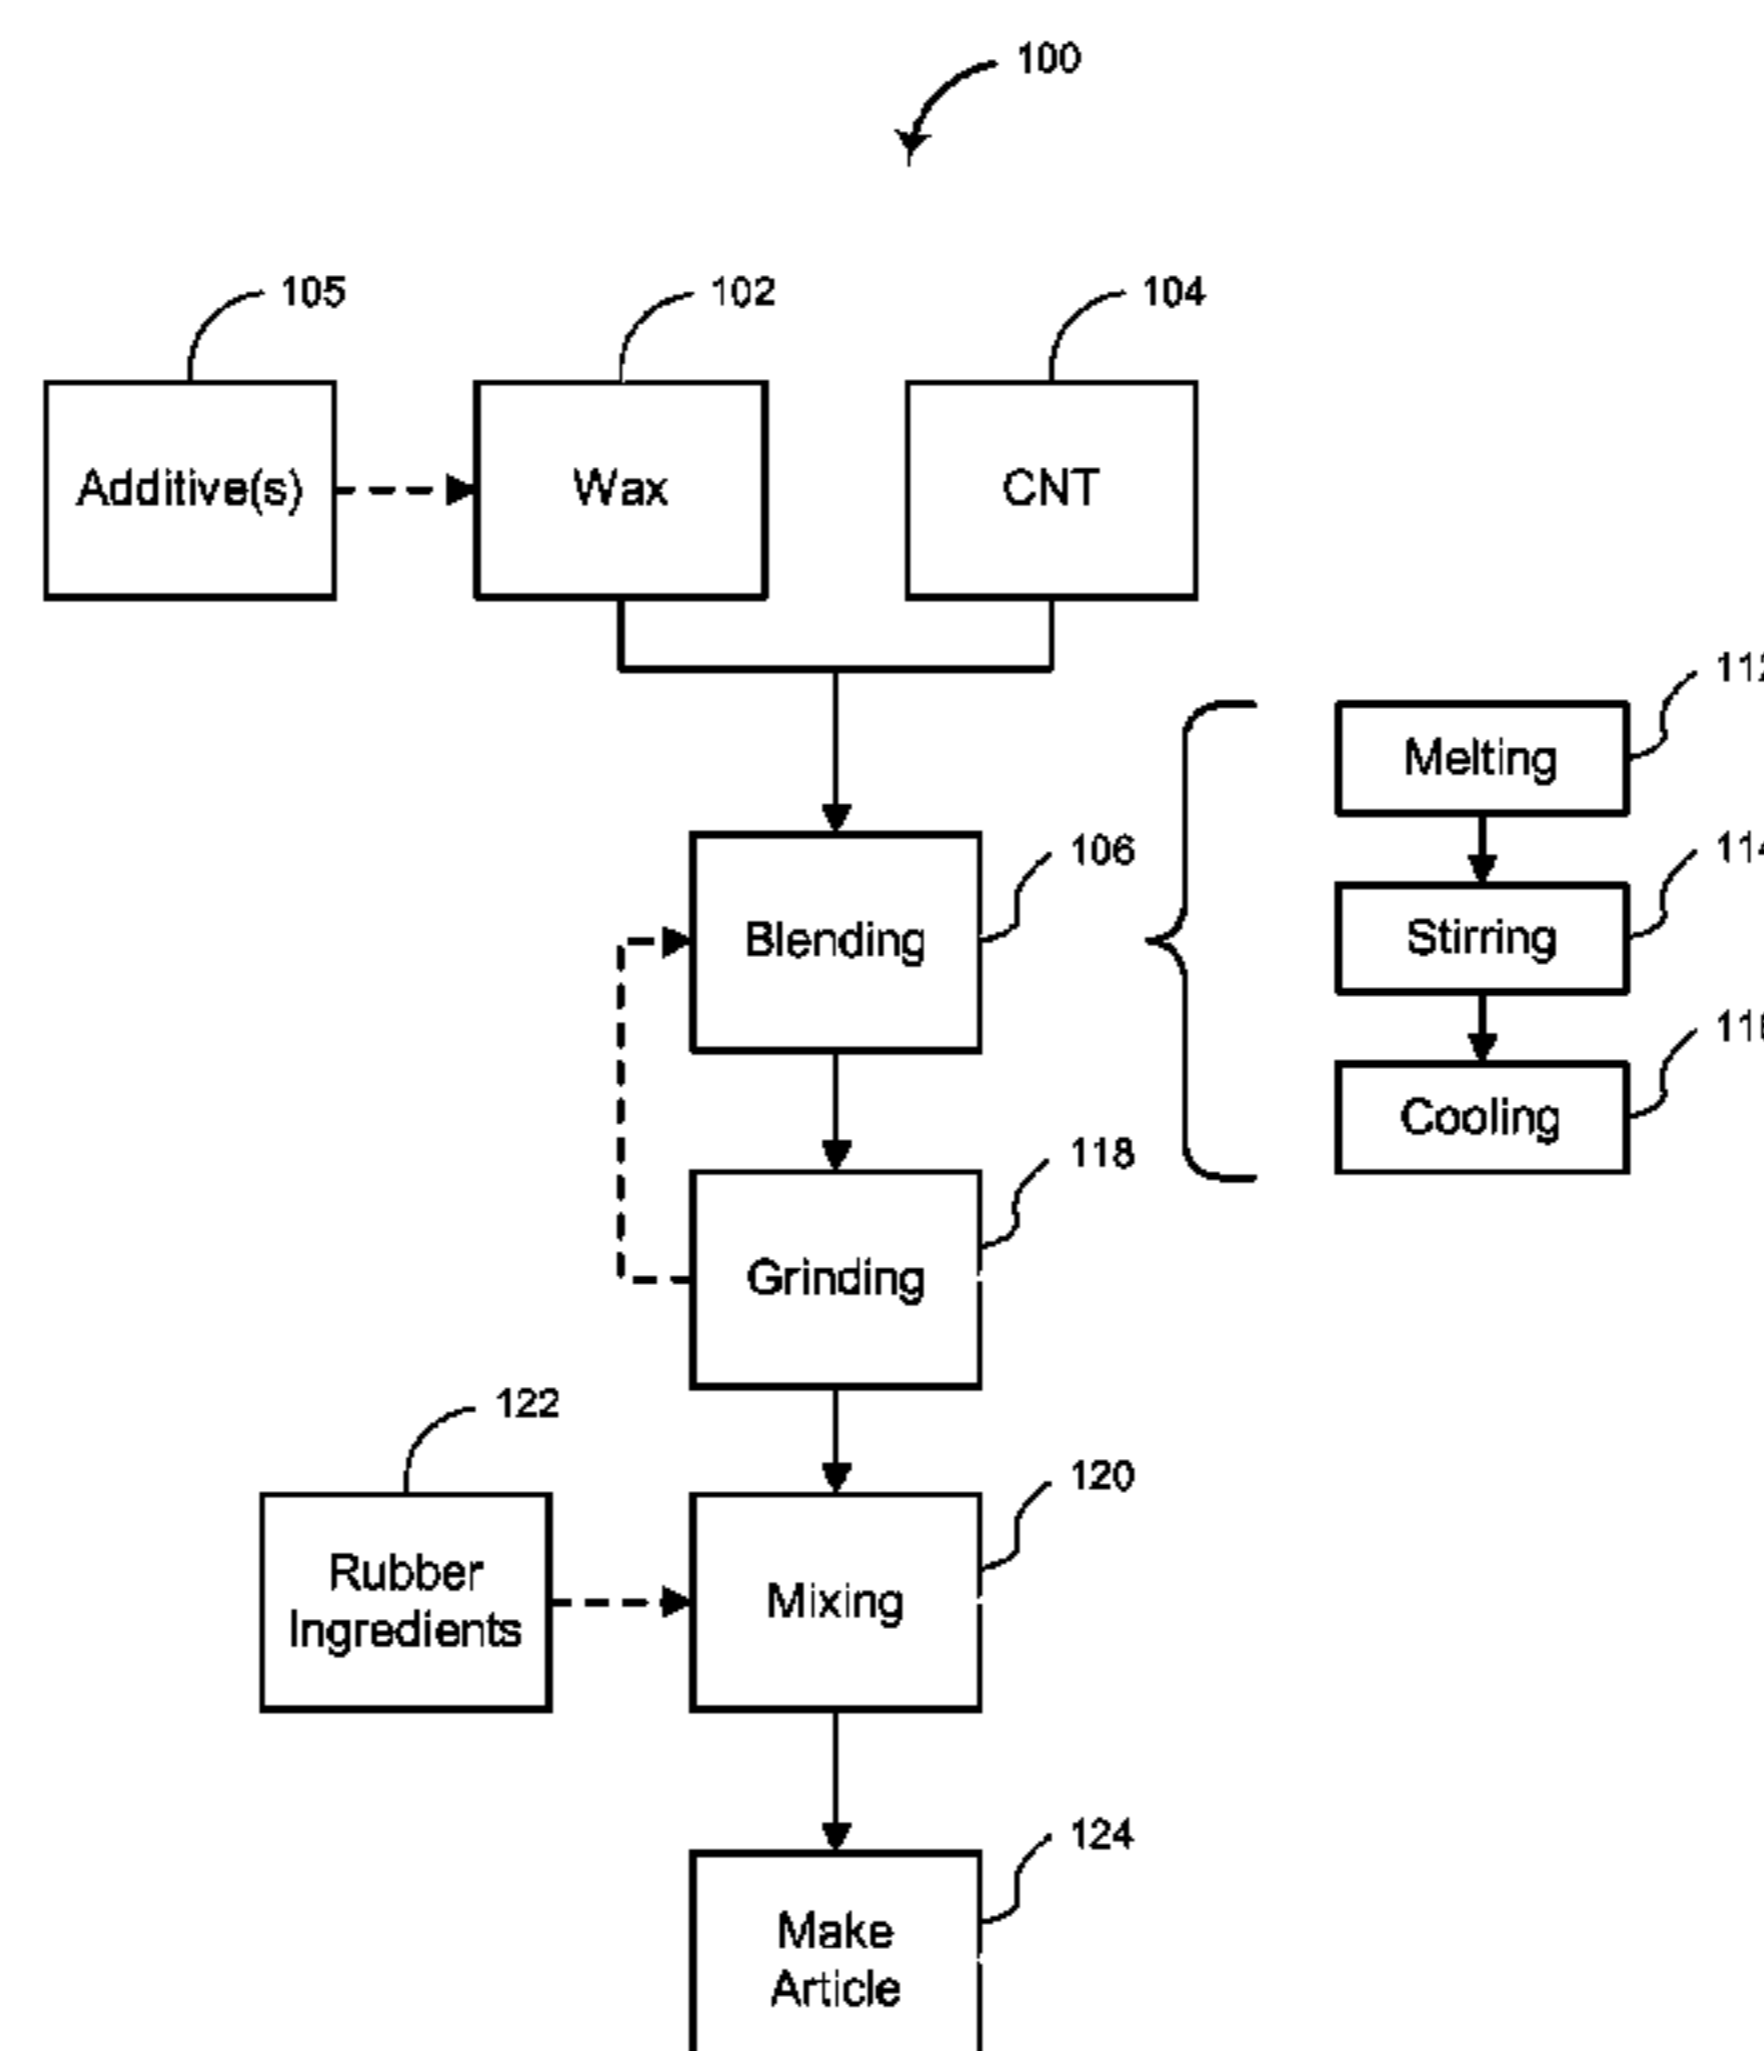 100
105
102
104
Additive(s)
Wax
CNT
Melting
106
114
Blending
Stirring
Cooling
118
Grinding
122
120
Rubber
Ingredients
Mixing
124
Make
Article